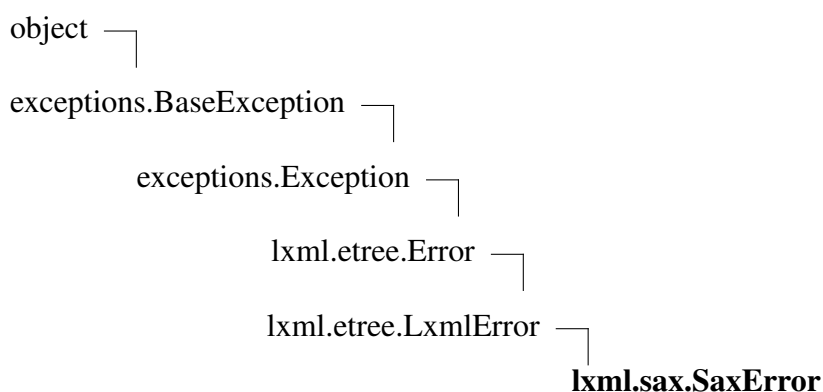 object
exceptions.BaseException
exceptions.Exception
lxml.etree.Error
lxml.etree.LxmlError
lxml.sax.SaxError